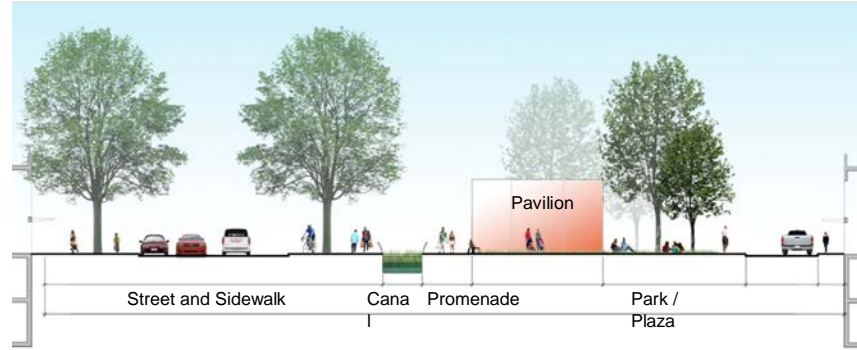 Pavilion
Street and Sidewalk
Cana
l
Promenade
Park /
Plaza